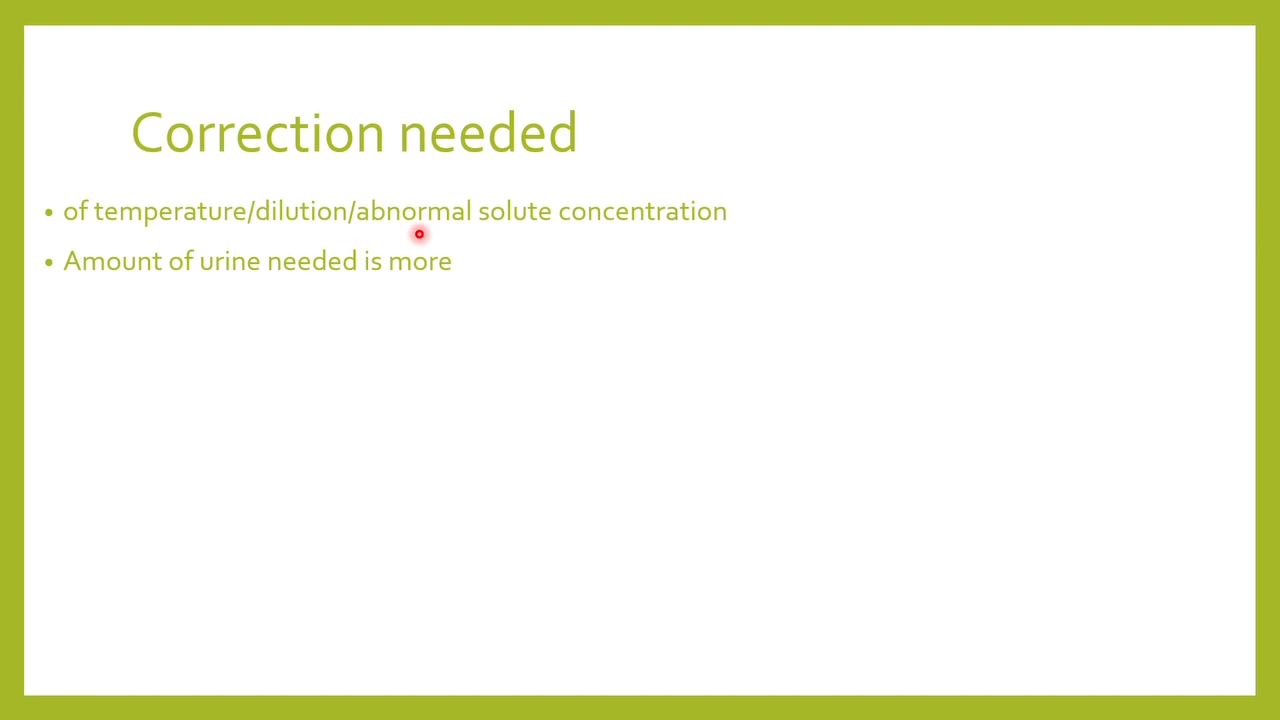 Correction needed
• of temperature/dilution/abnormal solute concentration
• Amount of urine needed is more